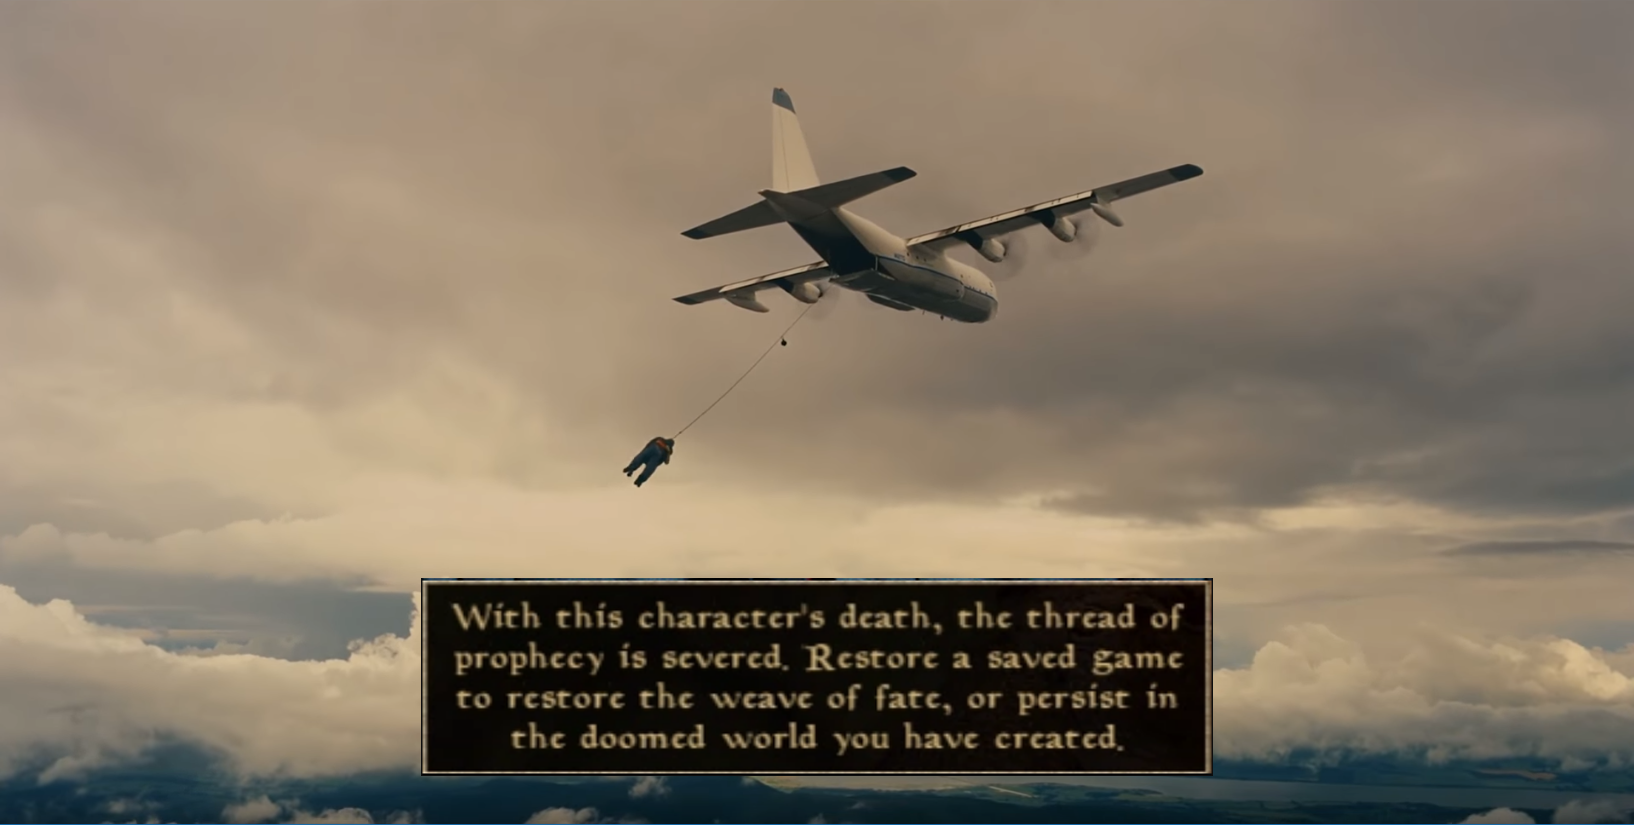 With this character's death, the thread of
prophecy is severed. Restore a saved game
to restore the weave of fate, or persist in
the doomed world you have created.